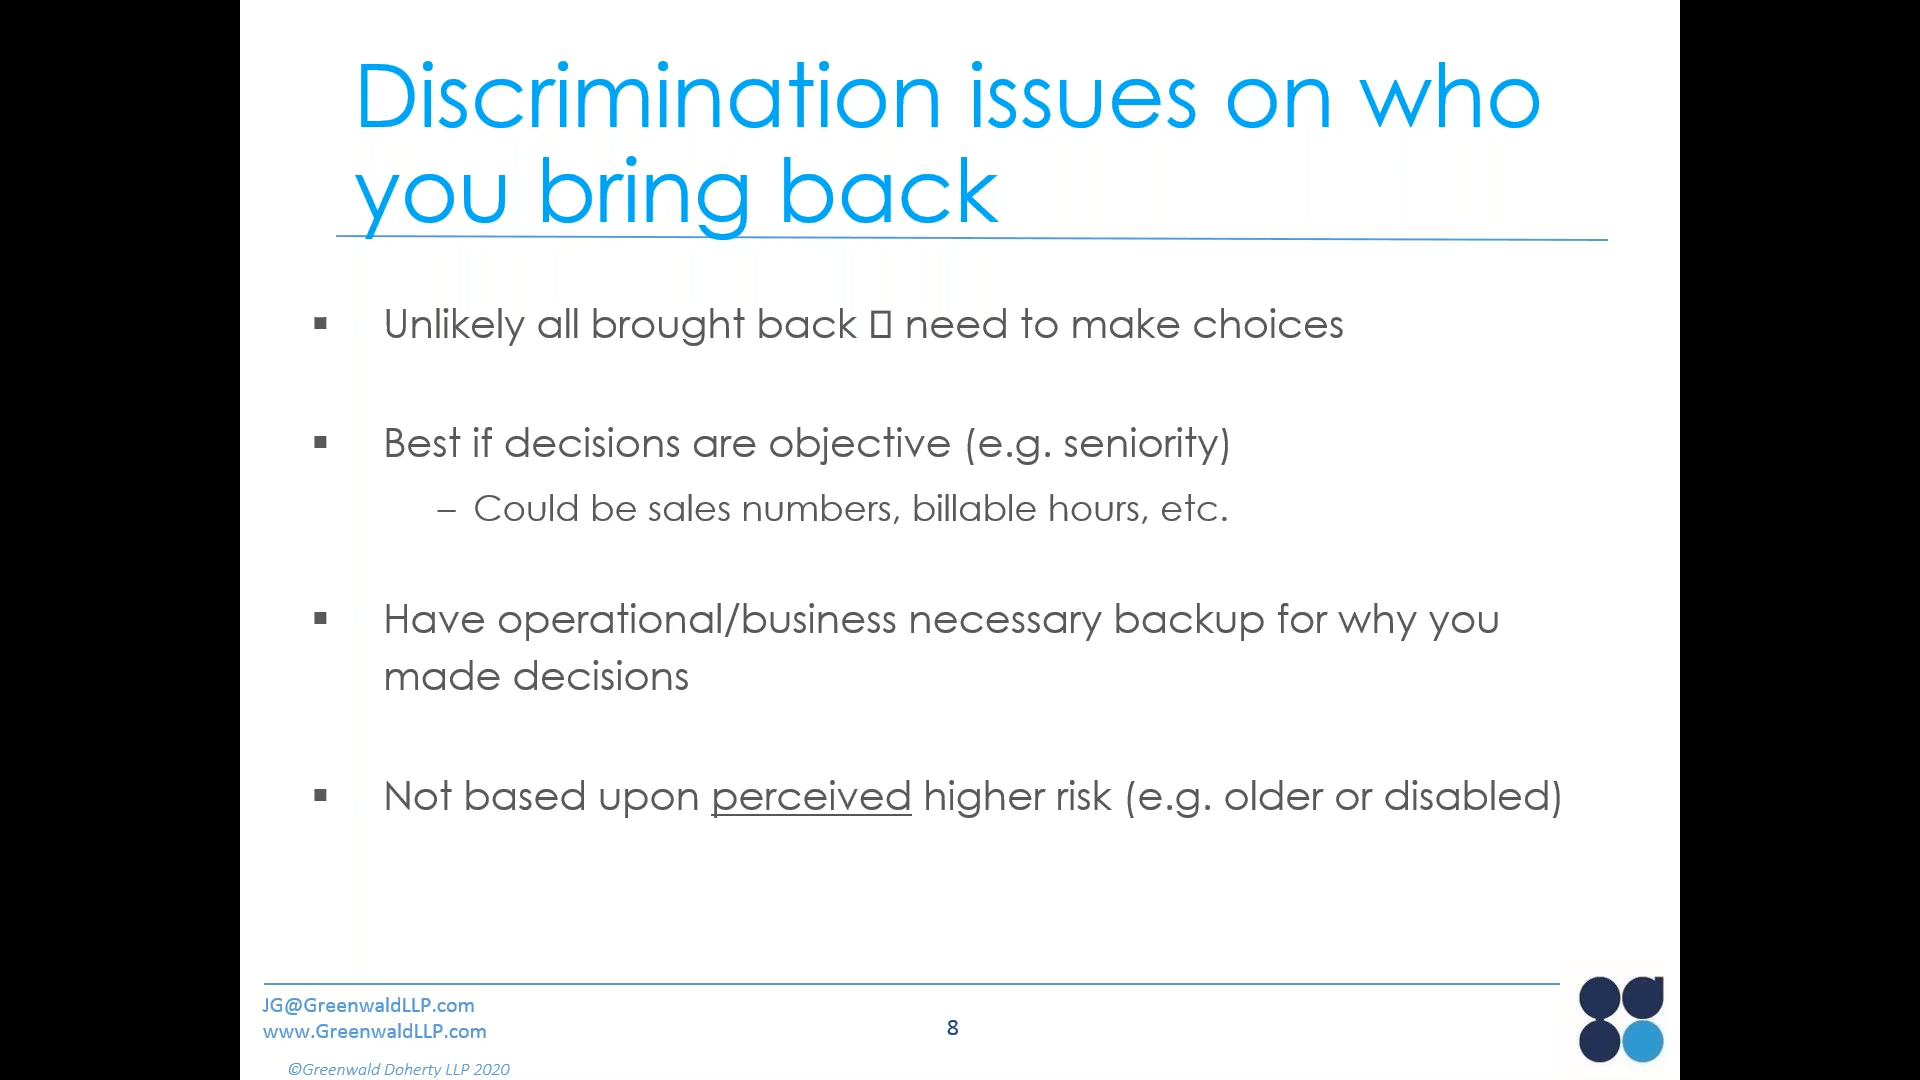 Discrimination issues on who
you bring back
▪ Unlikely all brought back  need to make choices
▪ Best if decisions are objective (e.g. seniority)
– Could be sales numbers, billable hours, etc.
▪ Have operational/business necessary backup for why you
made decisions
▪ Not based upon perceived higher risk (e.g. older or disabled)
JG@GreenwaldLLP.com
www.GreenwaldLLP.com
8
©Greenwald Doherty LLP 2020